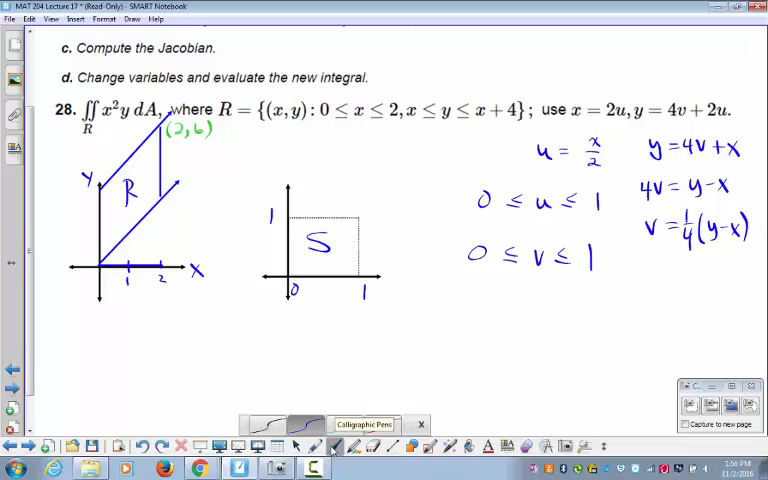 MAT 204 Lecture 17 * (Read-Only) - SMART Notebook
File Edit View Insert Format Draw Tools Help
c. Compute the Jacobian.
d. Change variables and evaluate the new integral.
28. ∬_R x²y dA, where R = {(x, y) : 0 ≤ x ≤ 2, x ≤ y ≤ x + 4}; use x = 2u, y = 4v + 2u.
(2,6)
u = x/2
y = 4v + x
Y
R
0 ≤ u ≤ 1
4v = y - x
1
S
v = 1/4 (y - x)
0 ≤ v ≤ 1
X
1 2
0 1
Calligraphic Pens
Capture to new page
1:56 PM
11/2/2016